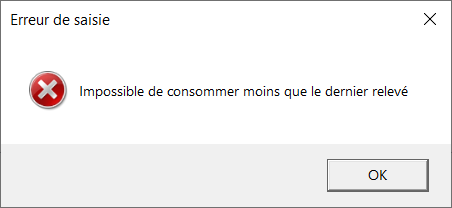 Erreur de saisie
Impossible de consommer moins que le dernier relevé
OK